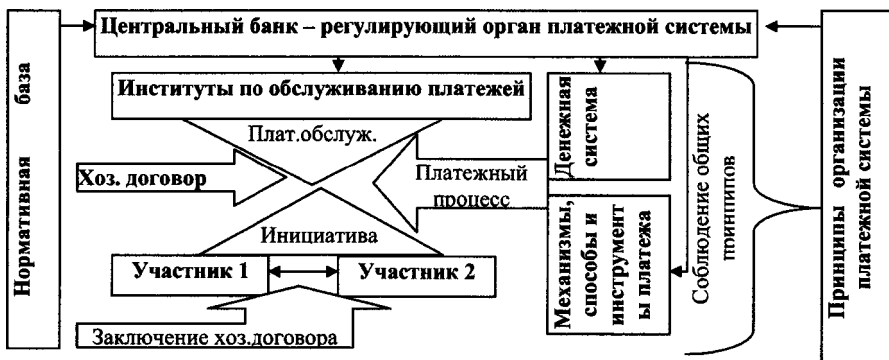 Центральный банк – регулирующий орган платежной системы
Нормативная база
Институты по обслуживанию платежей
Плат.обслуж.
Хоз. договор
Платежный
процесс
Инициатива
Участник 1
Участник 2
Заключение хоз.договора
Денежная
система
Механизмы,
способы и
инструмент
ы платежа
Соблюдение общих
принципов
Принципы организации
платежной системы